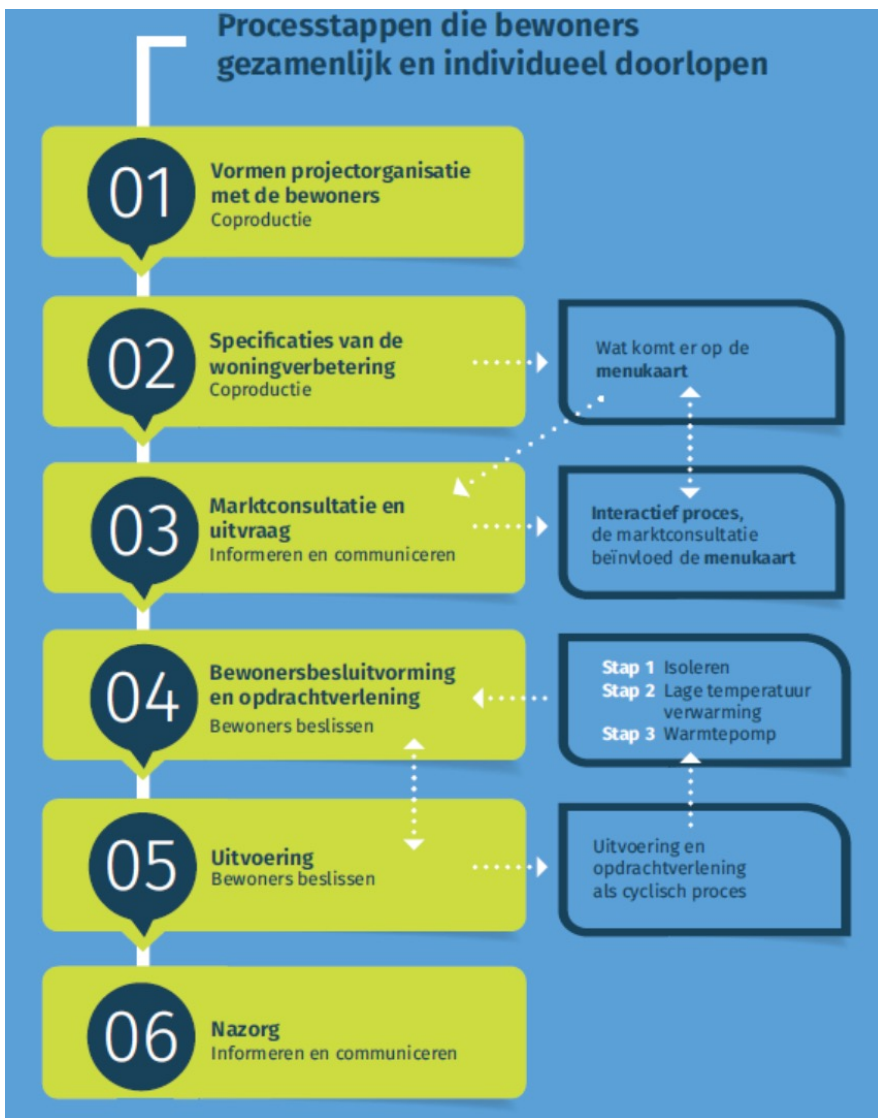 Processtappen die bewoners
gezamenlijk en individueel doorlopen
01
Vormen projectorganisatie
met de bewoners
Coproductie
02
Specificaties van de
woningverbetering
Coproductie
Wat komt er op de
menukaart
03
Marktconsultatie en
uitvraag
Informeren en communiceren
Interactief proces,
de marktconsultatie
beïnvloed de menukaart
04
Bewonersbesluitvorming
en opdrachtverlening
Bewoners beslissen
Stap 1 Isoleren
Stap 2 Lage temperatuur
verwarming
Stap 3 Warmtepomp
05
Uitvoering
Bewoners beslissen
Uitvoering en
opdrachtverlening
als cyclisch proces
06
Nazorg
Informeren en communiceren